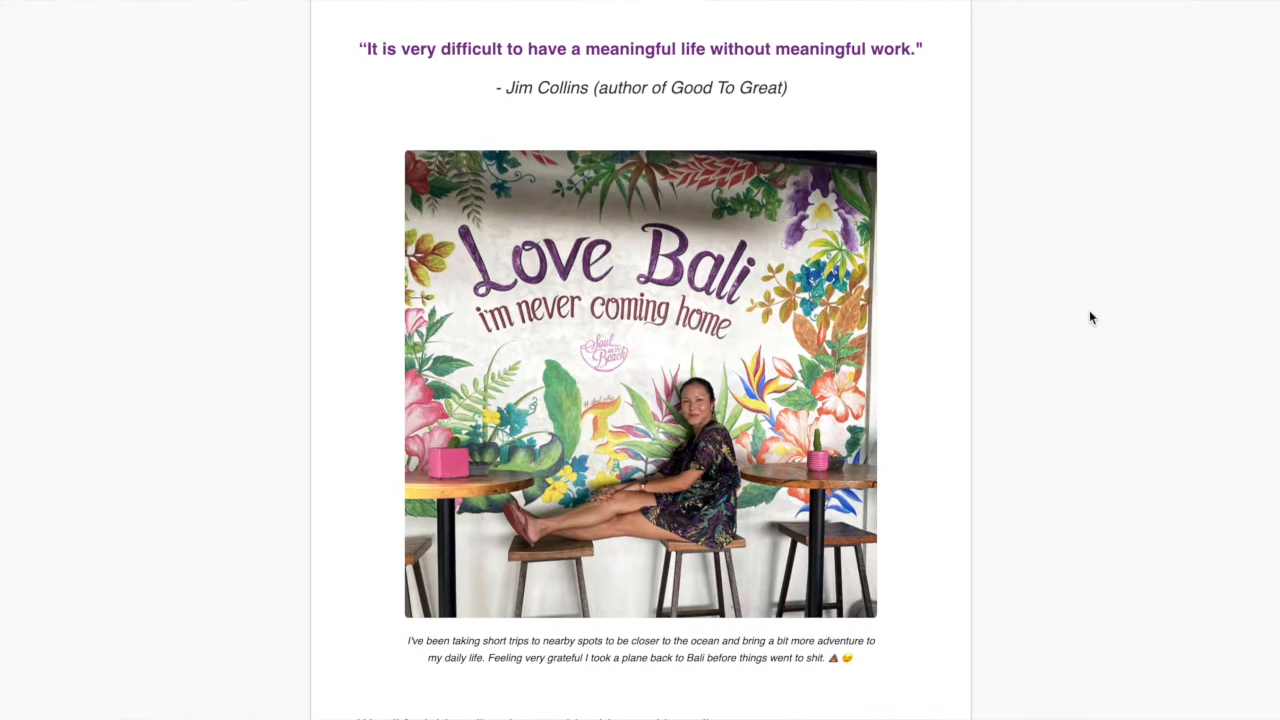 “It is very difficult to have a meaningful life without meaningful work."
- Jim Collins (author of Good To Great)
Love Bali
i'm never coming home
Soul
on the
Beach
I've been taking short trips to nearby spots to be closer to the ocean and bring a bit more adventure to
my daily life. Feeling very grateful I took a plane back to Bali before things went to shit. 💩 😅